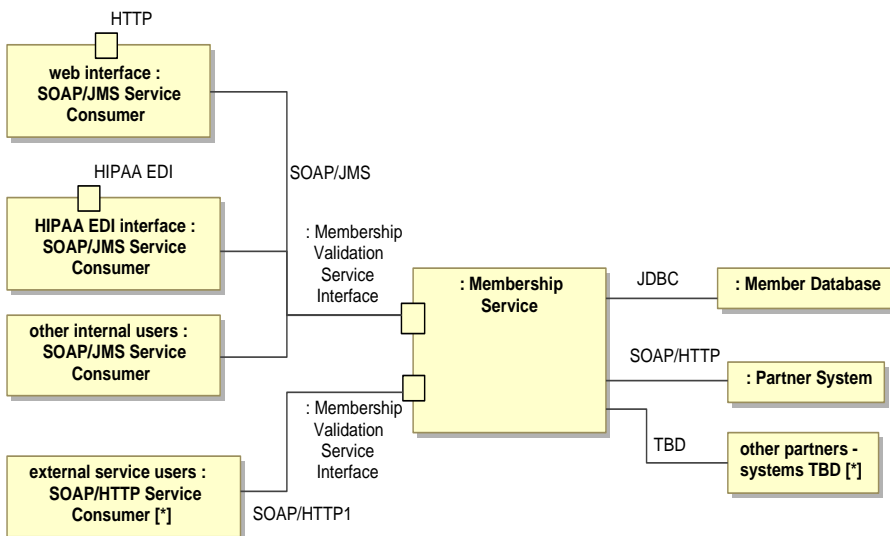 HTTP
web interface :
SOAP/JMS Service
Consumer
SOAP/JMS
HIPAA EDI
HIPAA EDI interface :
SOAP/JMS Service
Consumer
: Membership
Validation
Service
Interface
other internal users :
SOAP/JMS Service
Consumer
: Membership
Service
JDBC
: Member Database
SOAP/HTTP
: Partner System
TBD
other partners -
systems TBD [*]
: Membership
Validation
Service
Interface
external service users :
SOAP/HTTP Service
Consumer [*]
SOAP/HTTP1